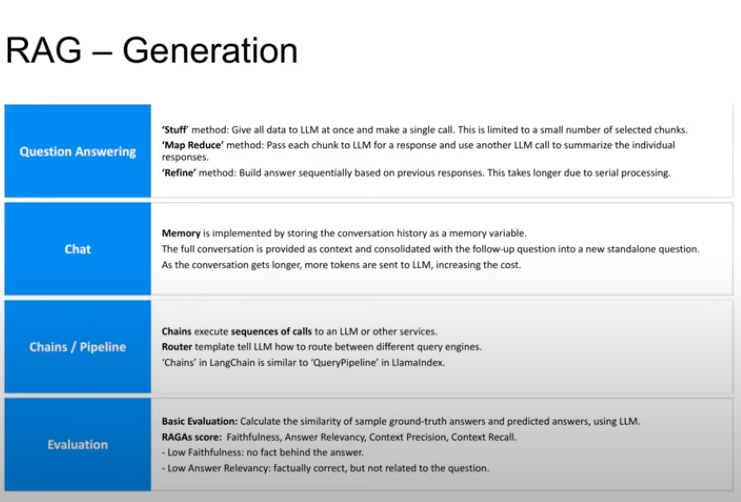 RAG – Generation
Question Answering
‘Stuff’ method: Give all data to LLM at once and make a single call. This is limited to a small number of selected chunks.
‘Map Reduce’ method: Pass each chunk to LLM for a response and use another LLM call to summarize the individual
responses.
‘Refine’ method: Build answer sequentially based on previous responses. This takes longer due to serial processing.
Chat
Memory is implemented by storing the conversation history as a memory variable.
The full conversation is provided as context and consolidated with the follow-up question into a new standalone question.
As the conversation gets longer, more tokens are sent to LLM, increasing the cost.
Chains / Pipeline
Chains execute sequences of calls to an LLM or other services.
Router template tell LLM how to route between different query engines.
‘Chains’ in LangChain is similar to ‘QueryPipeline’ in LlamaIndex.
Evaluation
Basic Evaluation: Calculate the similarity of sample ground-truth answers and predicted answers, using LLM.
RAGAs score: Faithfulness, Answer Relevancy, Context Precision, Context Recall.
- Low Faithfulness: no fact behind the answer.
- Low Answer Relevancy: factually correct, but not related to the question.